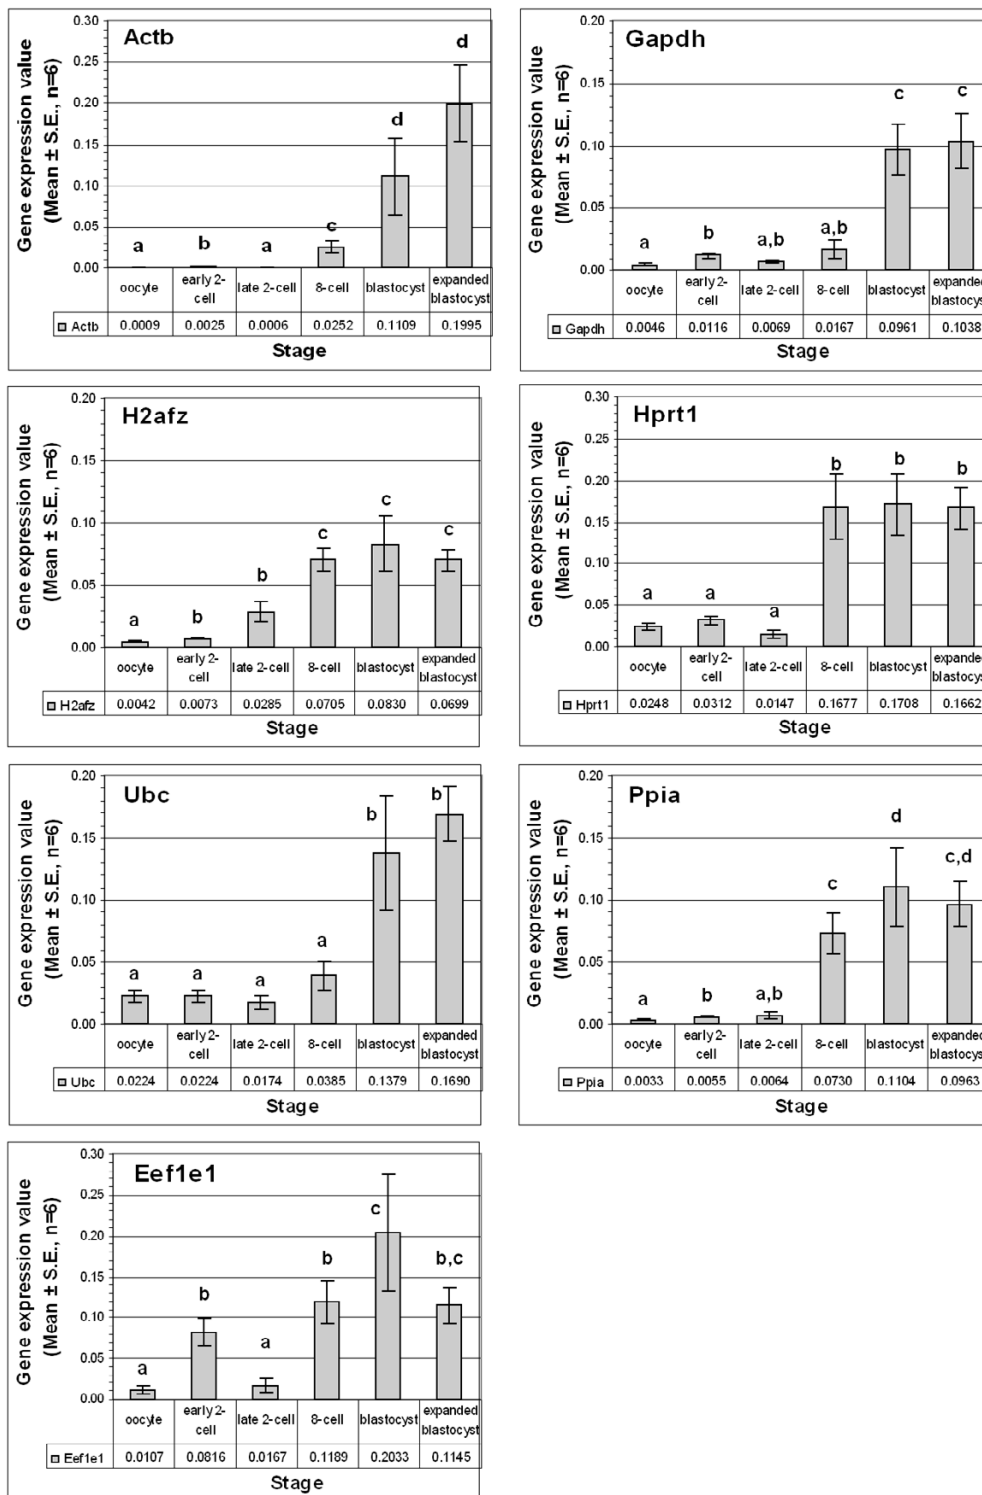 Actb
Gene expression value
(Mean ± S.E., n=6)
0.30
0.25
0.20
0.15
0.10
0.05
0.00
a
b
a
c
d
d
oocyte early 2-cell late 2-cell 8-cell blastocyst expanded blastocyst
Actb 0.0009 0.0025 0.0006 0.0252 0.1109 0.1995
Stage
Gapdh
Gene expression value
(Mean ± S.E., n=6)
0.20
0.15
0.10
0.05
0.00
a
b
a,b
a,b
c
c
oocyte early 2-cell late 2-cell 8-cell blastocyst expanded blastocyst
Gapdh 0.0046 0.0116 0.0069 0.0167 0.0961 0.1038
Stage
H2afz
Gene expression value
(Mean ± S.E., n=6)
0.20
0.15
0.10
0.05
0.00
a
b
b
c
c
c
oocyte early 2-cell late 2-cell 8-cell blastocyst expanded blastocyst
H2afz 0.0042 0.0073 0.0285 0.0705 0.0830 0.0699
Stage
Hprt1
Gene expression value
(Mean ± S.E., n=6)
0.30
0.25
0.20
0.15
0.10
0.05
0.00
a
a
a
b
b
b
oocyte early 2-cell late 2-cell 8-cell blastocyst expanded blastocyst
Hprt1 0.0248 0.0312 0.0147 0.1677 0.1708 0.1662
Stage
Ubc
Gene expression value
(Mean ± S.E., n=6)
0.20
0.15
0.10
0.05
0.00
a
a
a
a
b
b
oocyte early 2-cell late 2-cell 8-cell blastocyst expanded blastocyst
Ubc 0.0224 0.0224 0.0174 0.0385 0.1379 0.1690
Stage
Ppia
Gene expression value
(Mean ± S.E., n=6)
0.20
0.15
0.10
0.05
0.00
a
b
a,b
c
d
c,d
oocyte early 2-cell late 2-cell 8-cell blastocyst expanded blastocyst
Ppia 0.0033 0.0055 0.0064 0.0730 0.1104 0.0963
Stage
Eef1e1
Gene expression value
(Mean ± S.E., n=6)
0.30
0.25
0.20
0.15
0.10
0.05
0.00
a
b
a
b
c
b,c
oocyte early 2-cell late 2-cell 8-cell blastocyst expanded blastocyst
Eef1e1 0.0107 0.0816 0.0167 0.1189 0.2033 0.1145
Stage